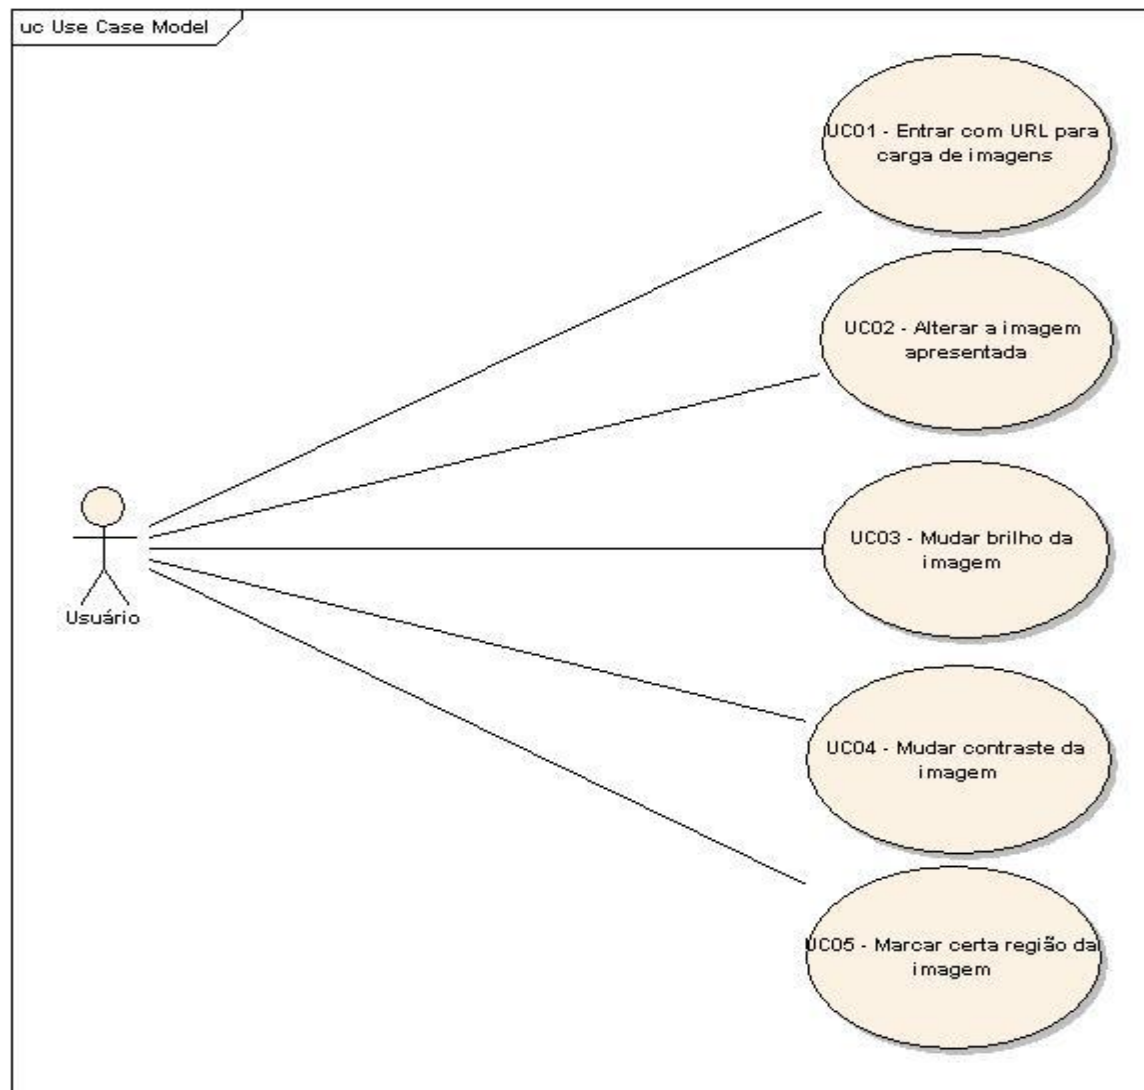 uc Use Case Model
UC01 - Entrar com URL para
carga de imagens
UC02 - Alterar a imagem
apresentada
UC03 - Mudar brilho da
imagem
Usuário
UC04 - Mudar contraste da
imagem
UC05 - Marcar certa região da
imagem